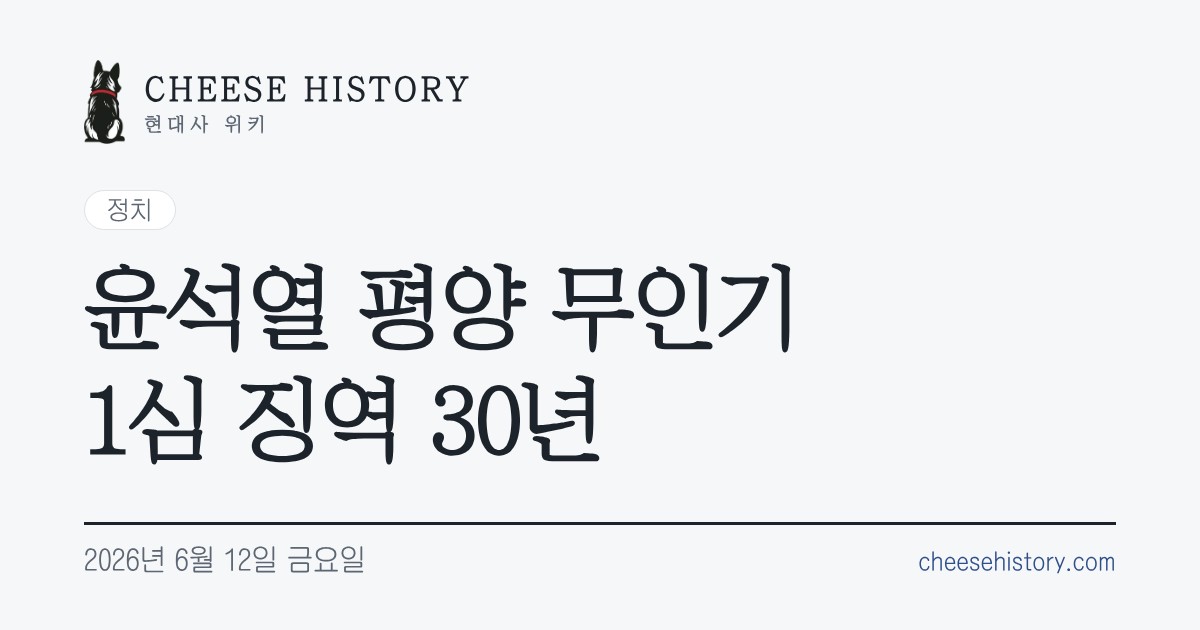 CHEESE HISTORY
현대사 위키
정치
윤석열 평양 무인기
1심 징역 30년
2026년 6월 12일 금요일
cheesehistory.com